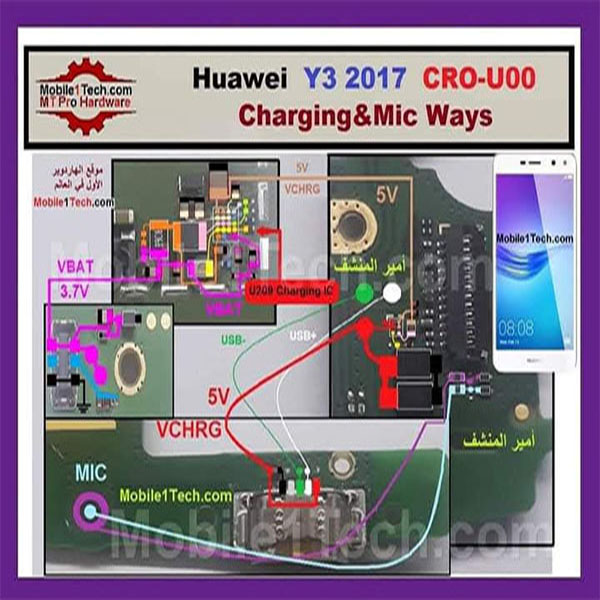 Mobile1Tech.com
MT Pro Hardware
Huawei Y3 2017 CRO-U00
Charging&Mic Ways
موقع الهاردوير
الأول في العالم
Mobile1Tech.com
5V
VCHRG
5V
Mobile1Tech.com
VBAT
3.7V
VBAT
U209 Charging IC
أمير المنشف
08:08
USB-
USB+
5V
VCHRG
أمير المنشف
MIC
Mobile1Tech.com
Mobile1Tech.com
Mobile1Tech.com